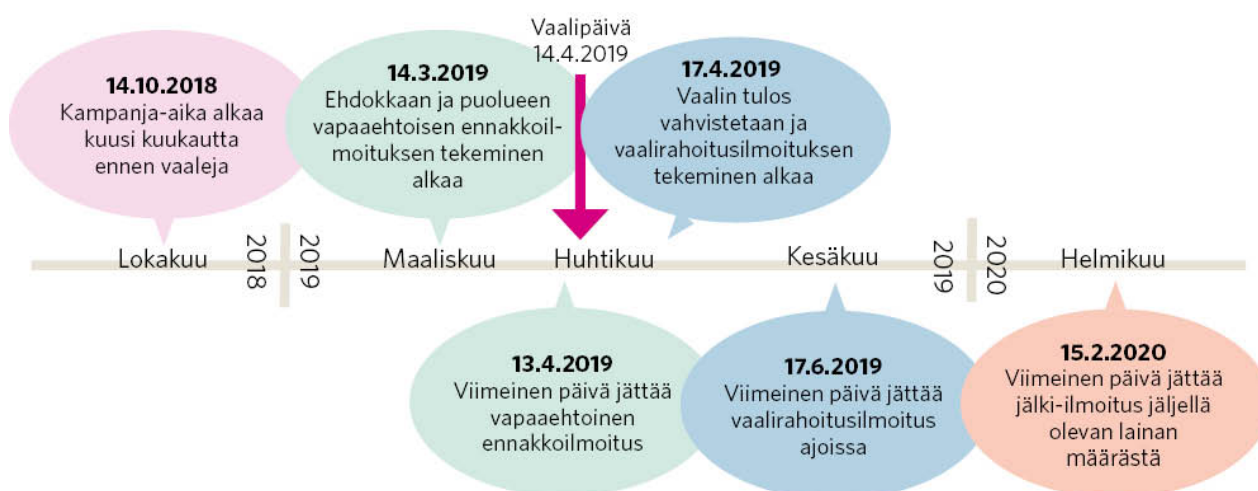 Vaalipäivä
14.4.2019
14.10.2018
Kampanja-aika alkaa
kuusi kuukautta
ennen vaaleja
14.3.2019
Ehdokkaan ja puolueen
vapaaehtoisen ennakkoil-
moituksen tekeminen
alkaa
17.4.2019
Vaalin tulos
vahvistetaan ja
vaalirahoitusilmoituksen
tekeminen alkaa
Lokakuu
2018
2019
Maaliskuu
Huhtikuu
Kesäkuu
2019
2020
Helmikuu
13.4.2019
Viimeinen päivä jättää
vapaaehtoinen
ennakkoilmoitus
17.6.2019
Viimeinen päivä jättää
vaalirahoitusilmoitus
ajoissa
15.2.2020
Viimeinen päivä jättää
jälki-ilmoitus jäljellä
olevan lainan
määrästä